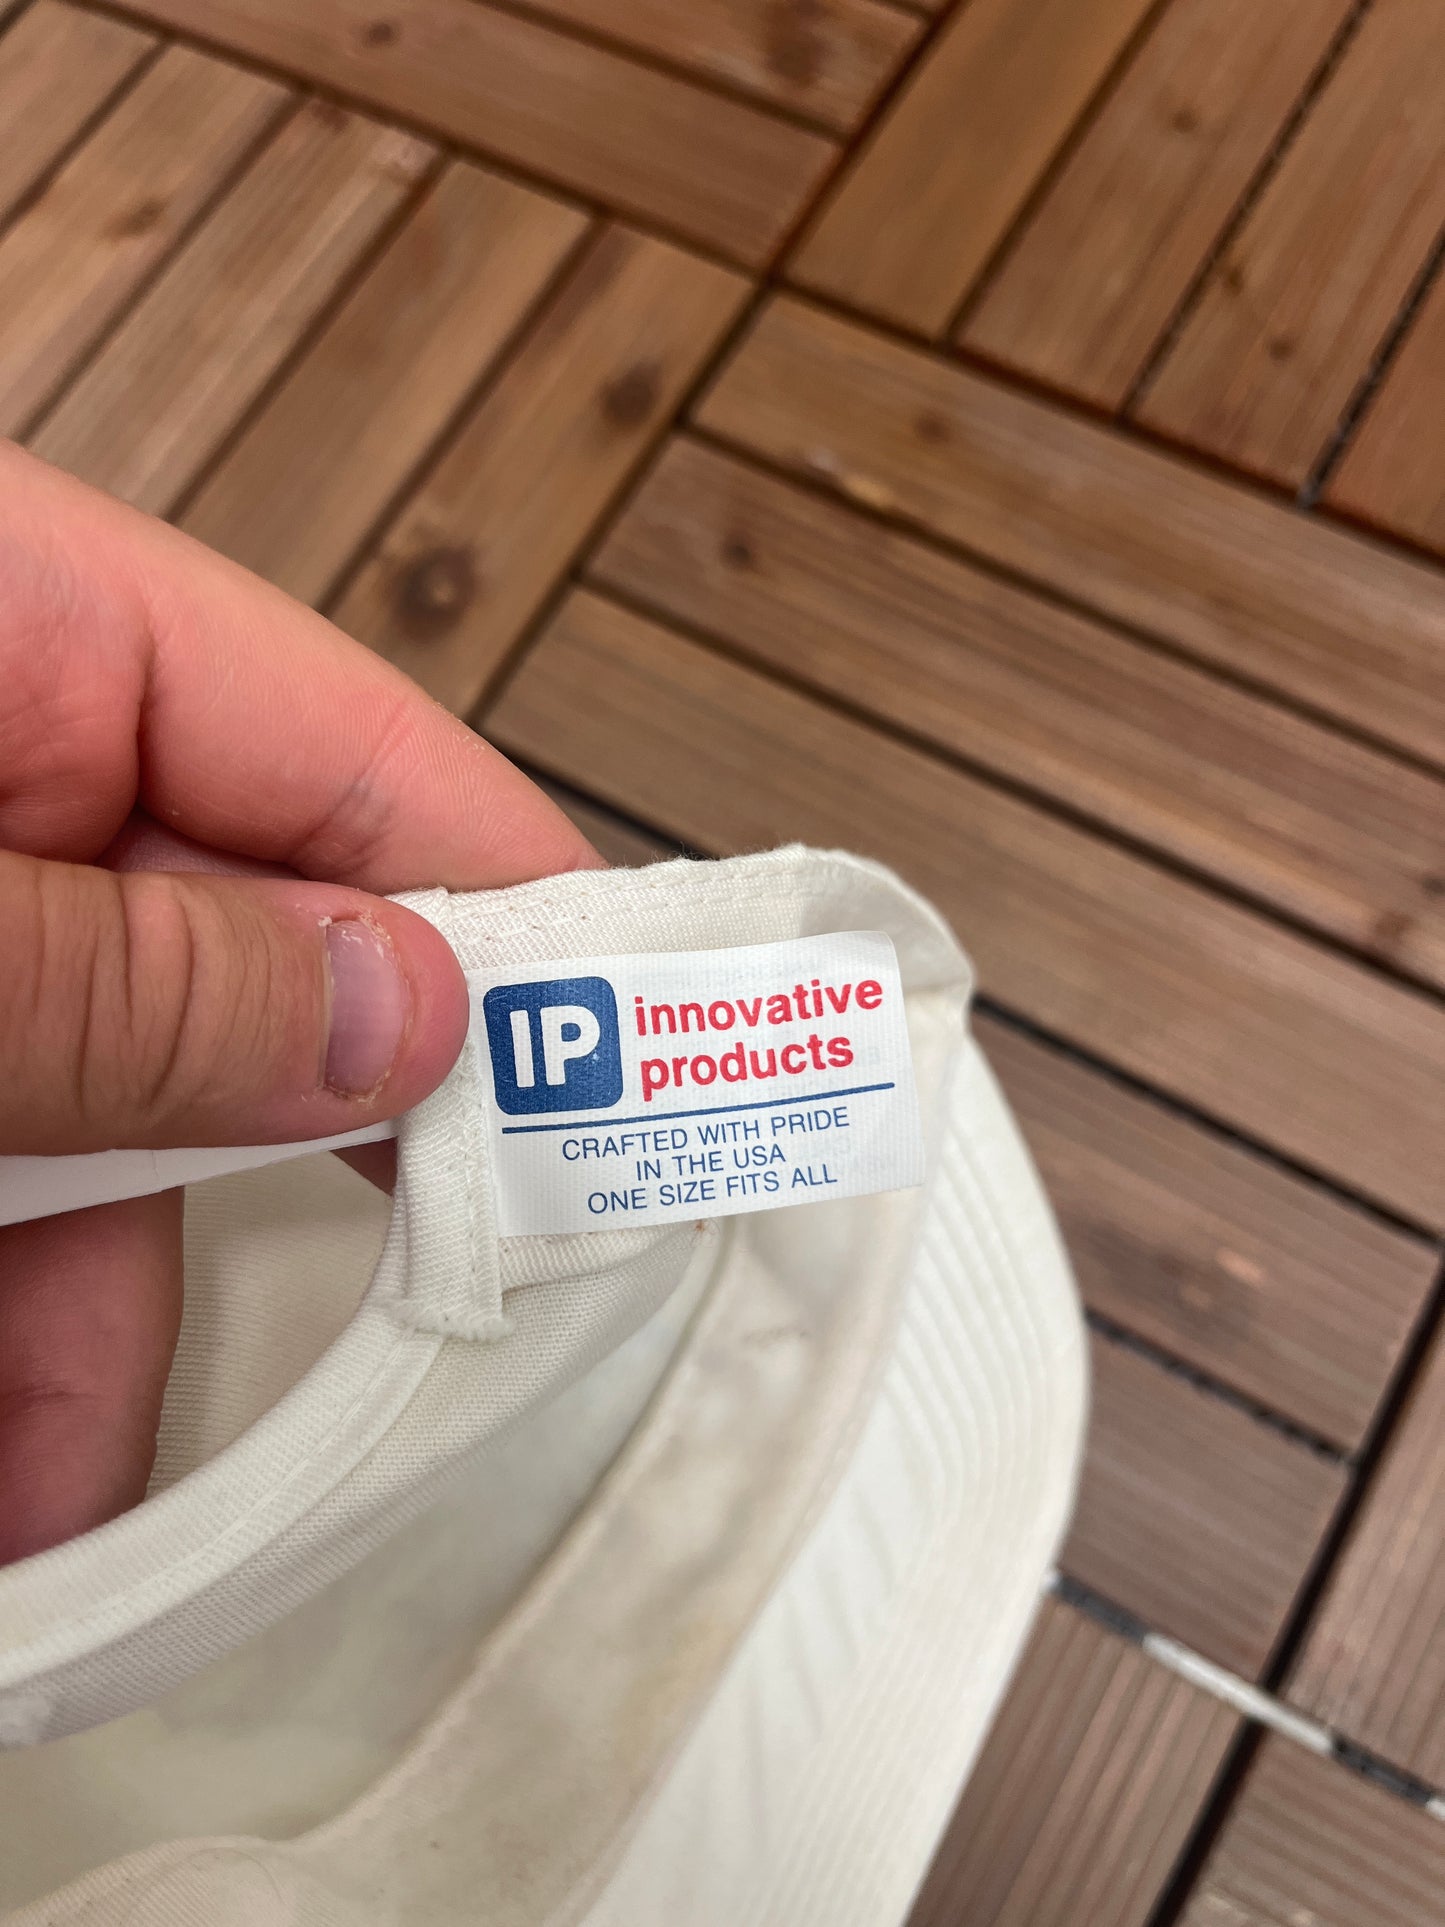 IP
innovative
products
CRAFTED WITH PRIDE
IN THE USA
ONE SIZE FITS ALL